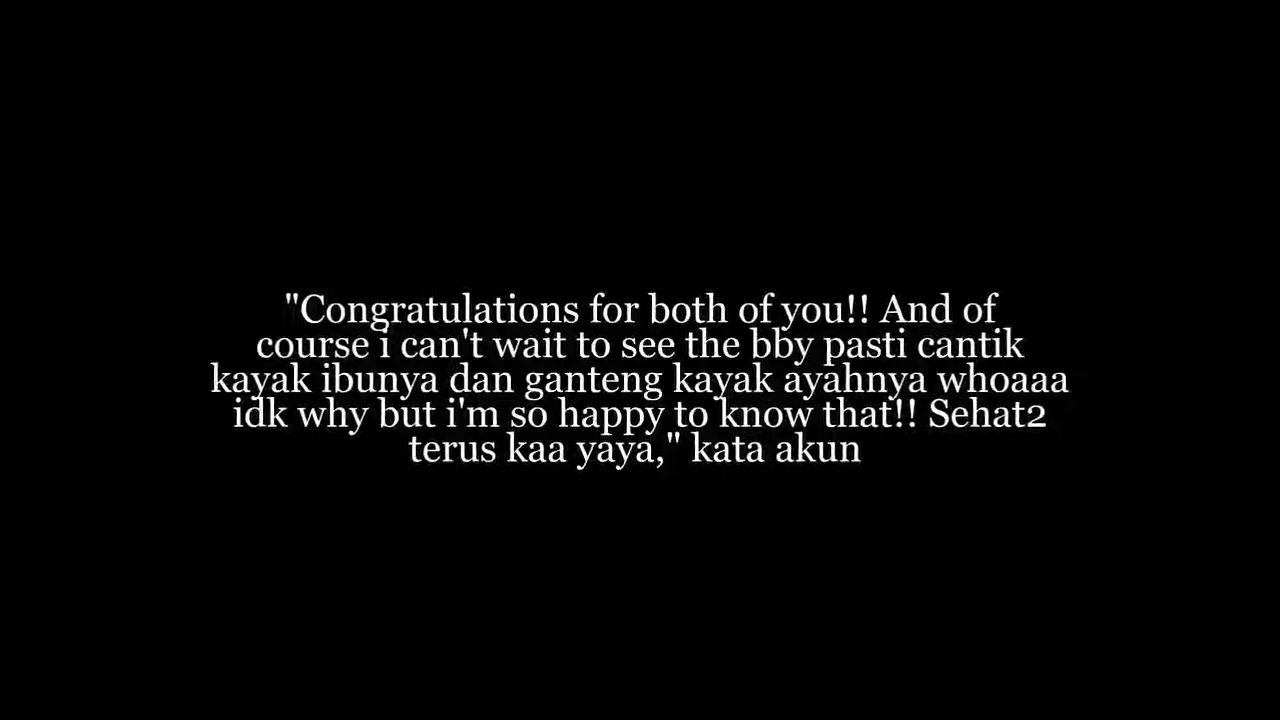 "Congratulations for both of you!! And of
course i can't wait to see the bby pasti cantik
kayak ibunya dan ganteng kayak ayahnya whoaaa
idk why but i'm so happy to know that!! Sehat2
terus kaa yaya," kata akun